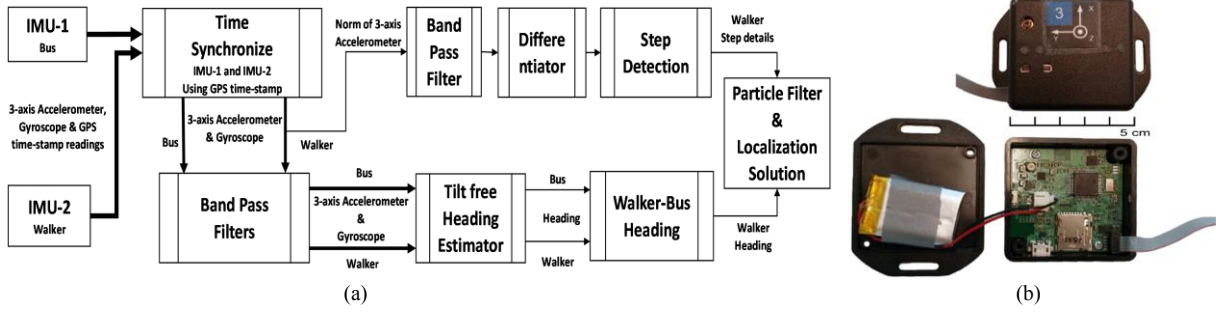 IMU-1
Bus
3-axis Accelerometer,
Gyroscope & GPS
time-stamp readings
IMU-2
Walker
Time
Synchronize
IMU-1 and IMU-2
Using GPS time-stamp
Norm of 3-axis
Accelerometer
Band
Pass
Filter
Differe
ntiator
Step
Detection
Walker
Step details
Particle Filter
&
Localization
Solution
Bus
3-axis Accelerometer
& Gyroscope
Walker
Band Pass
Filters
Bus
3-axis Accelerometer
&
Gyroscope
Walker
Tilt free
Heading
Estimator
Bus
Heading
Walker
Walker-Bus
Heading
Walker
Heading
(a)
3
X
Y
Z
5 cm
(b)